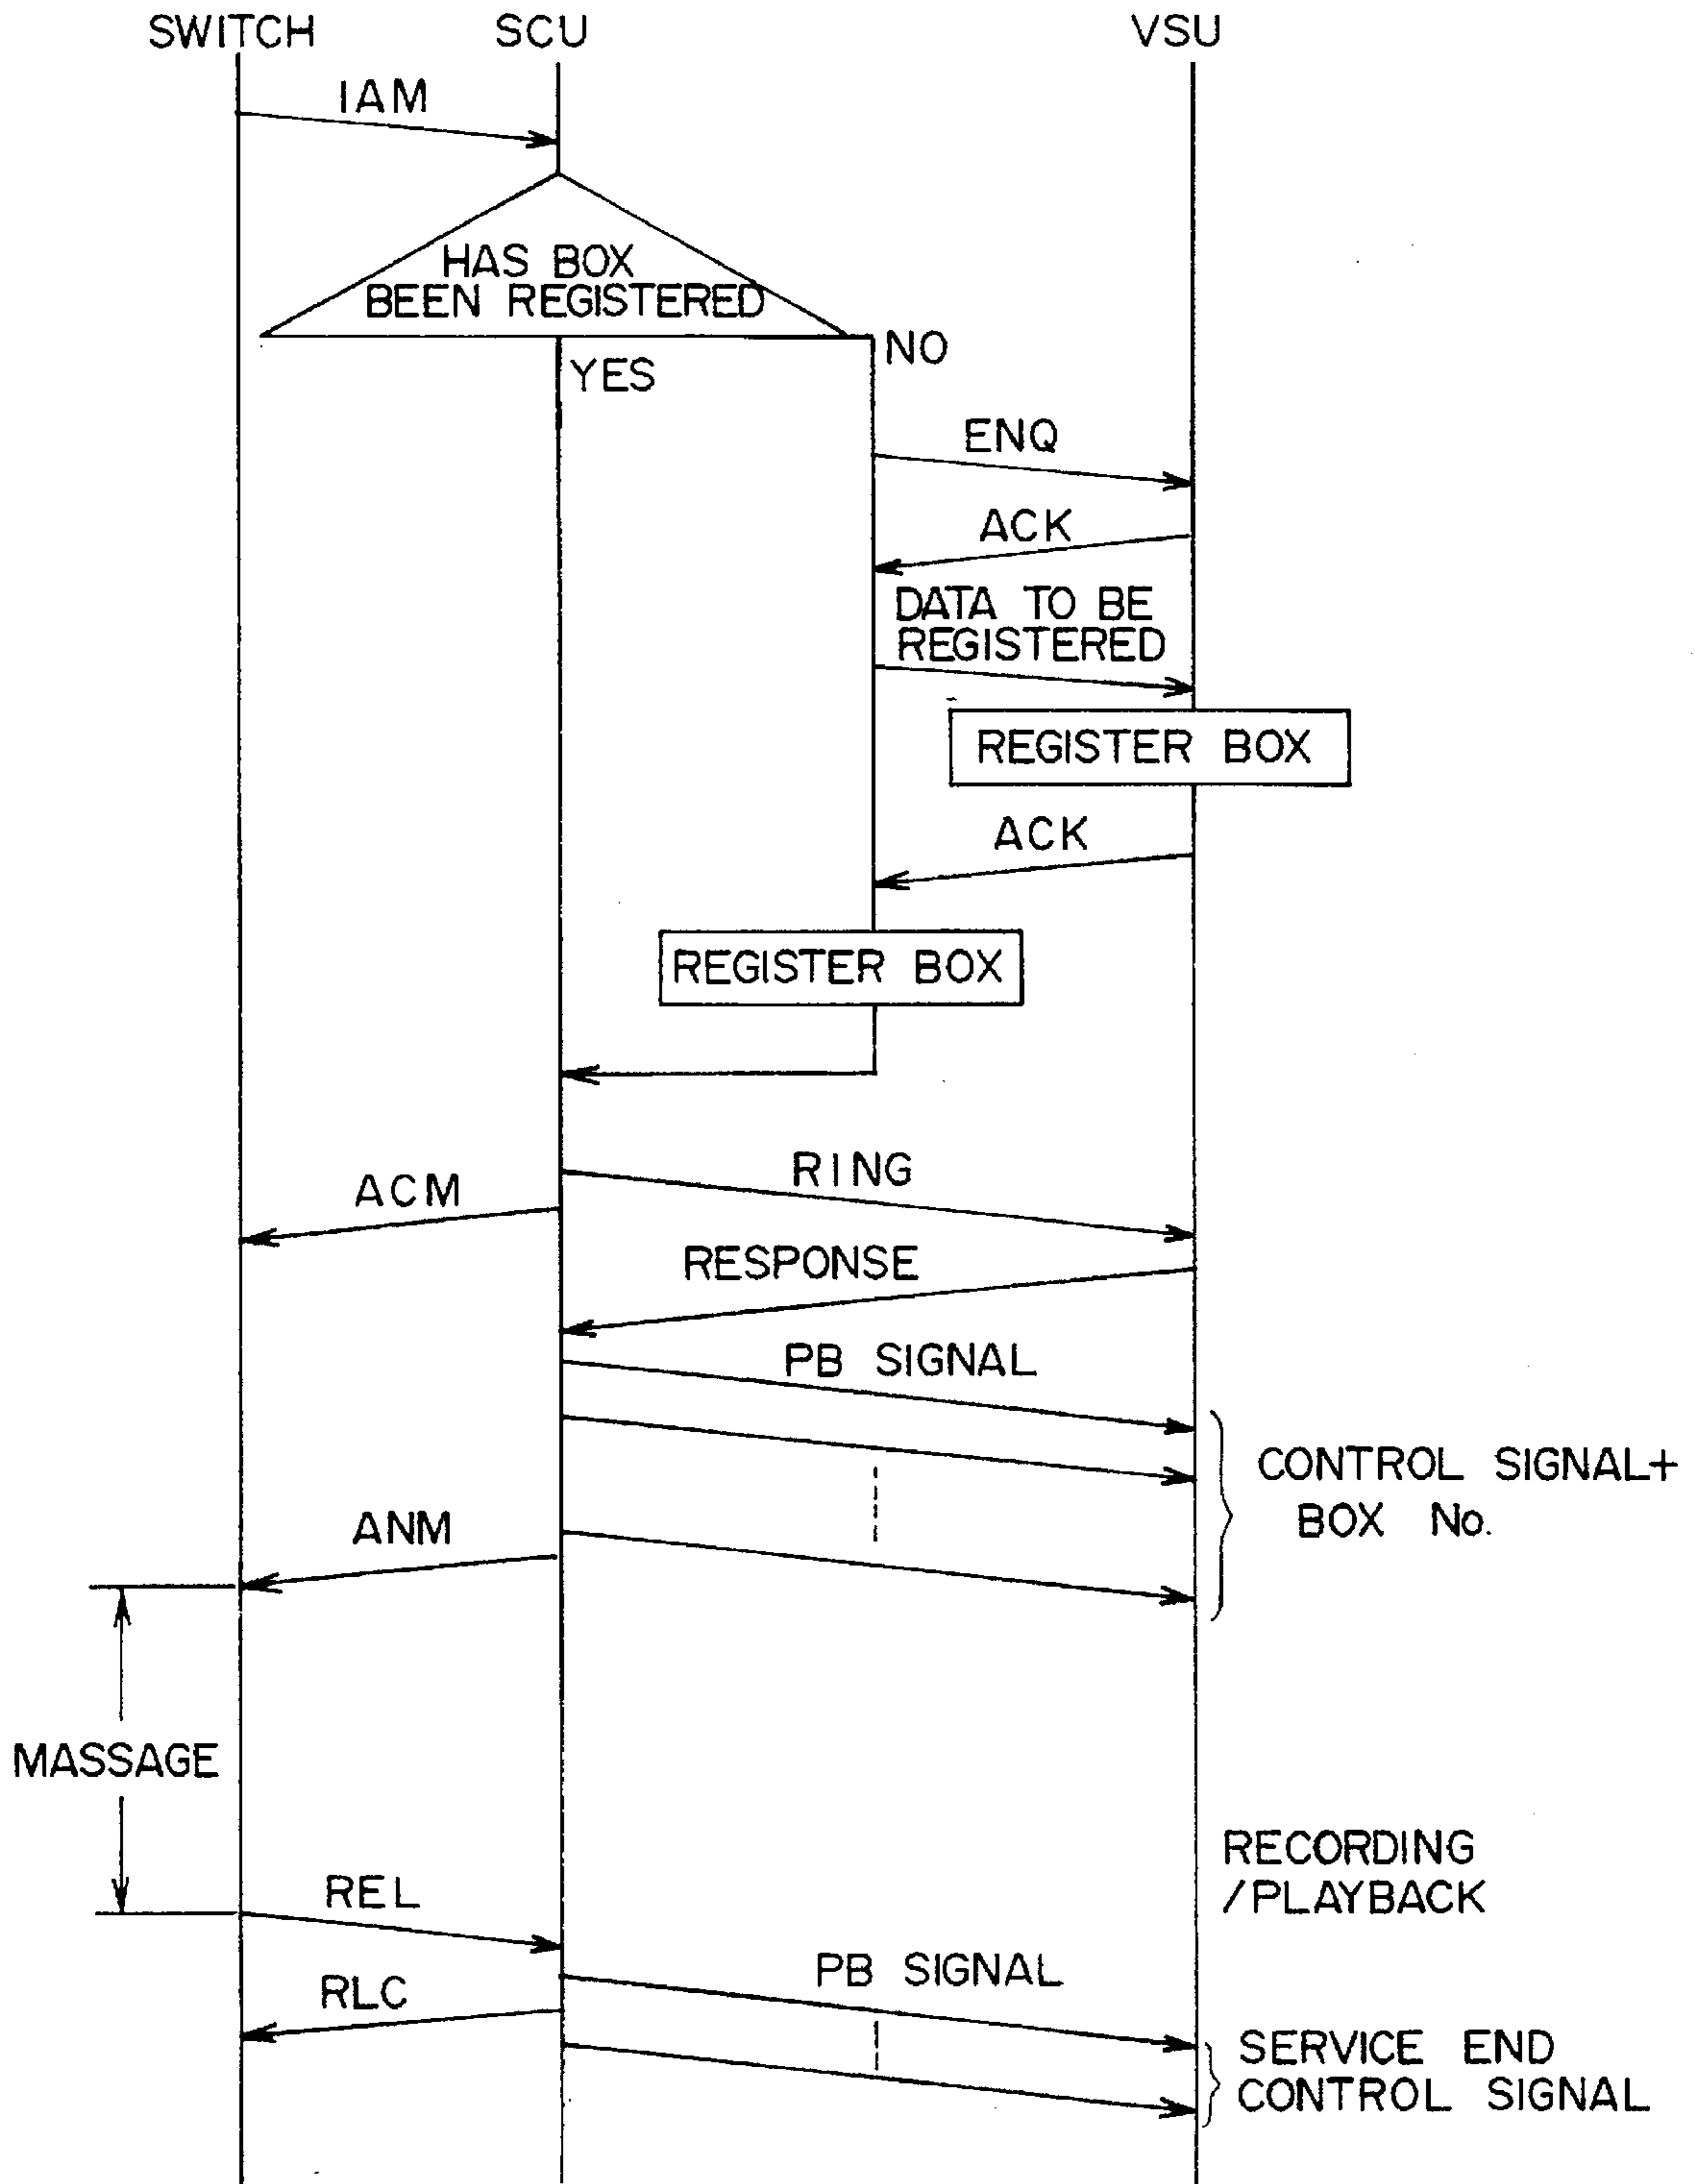 SWITCH
SCU
VSU
IAM
HAS BOX
BEEN REGISTERED
NO
YES
ENQ
ACK
DATA TO BE
REGISTERED
REGISTER BOX
ACK
REGISTER BOX
RING
ACM
RESPONSE
PB SIGNAL
CONTROL SIGNAL+
BOX No.
ANM
MASSAGE
RECORDING
/PLAYBACK
REL
PB SIGNAL
RLC
SERVICE END
CONTROL SIGNAL